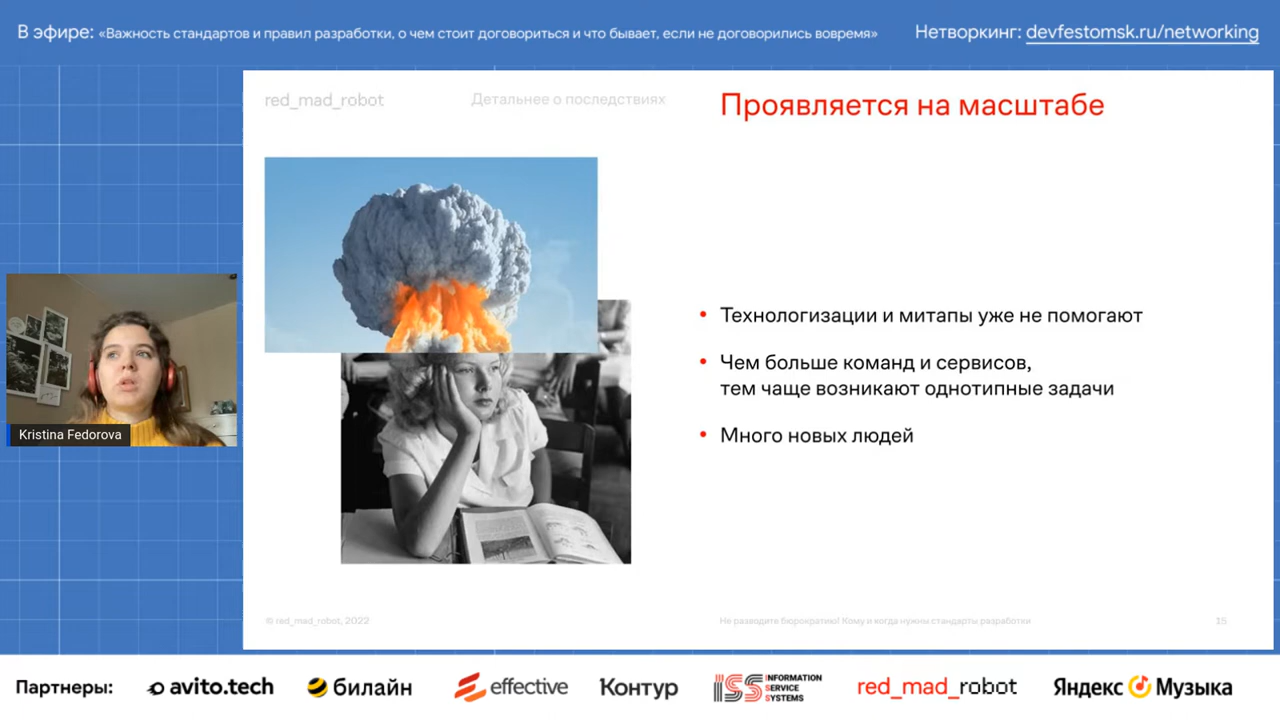 В эфире: «Важность стандартов и правил разработки, о чем стоит договориться и что бывает, если не договорились вовремя»
Нетворкинг: devfestomsk.ru/networking
red_mad_robot
Детальнее о последствиях
Проявляется на масштабе
• Технологизации и митапы уже не помогают
• Чем больше команд и сервисов,
тем чаще возникают однотипные задачи
• Много новых людей
Kristina Fedorova
© red_mad_robot, 2022
Не разводите бюрократию! Кому и когда нужны стандарты разработки
15
Партнеры:
avito.tech
билайн
effective
Контур
ISS INFORMATION
SERVICE
SYSTEMS
red_mad_robot
Яндекс Музыка